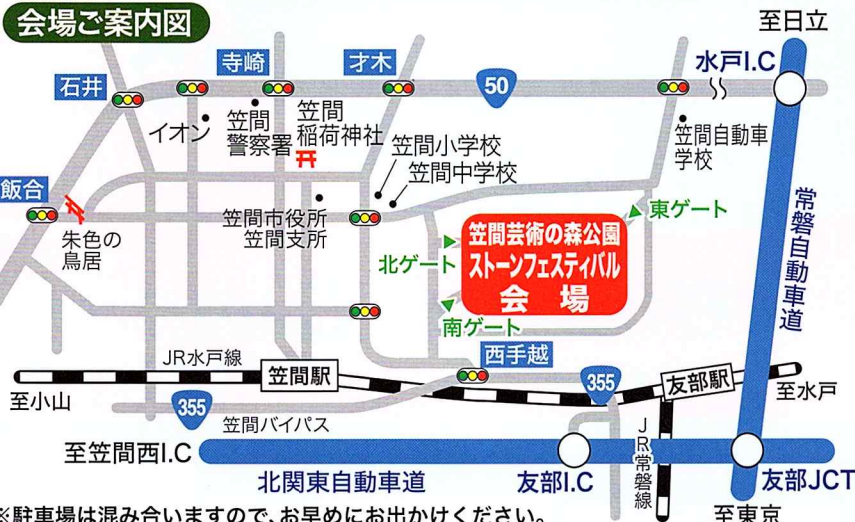 会場ご案内図
至日立
水戸I.C
石井
寺崎
才木
50
イオン
笠間
警察署
笠間
稲荷神社
笠間小学校
笠間中学校
笠間自動車
学校
飯合
朱色の
鳥居
笠間市役所
笠間支所
東ゲート
北ゲート
笠間芸術の森公園
ストーンフェスティバル
会場
南ゲート
常磐自動車道
西手越
JR水戸線
笠間駅
355
友部駅
至小山
355
笠間バイパス
至水戸
至笠間西I.C
北関東自動車道
友部I.C
JR常磐線
友部JCT
至東京
※駐車場は混み合いますので、お早めにお出かけください。